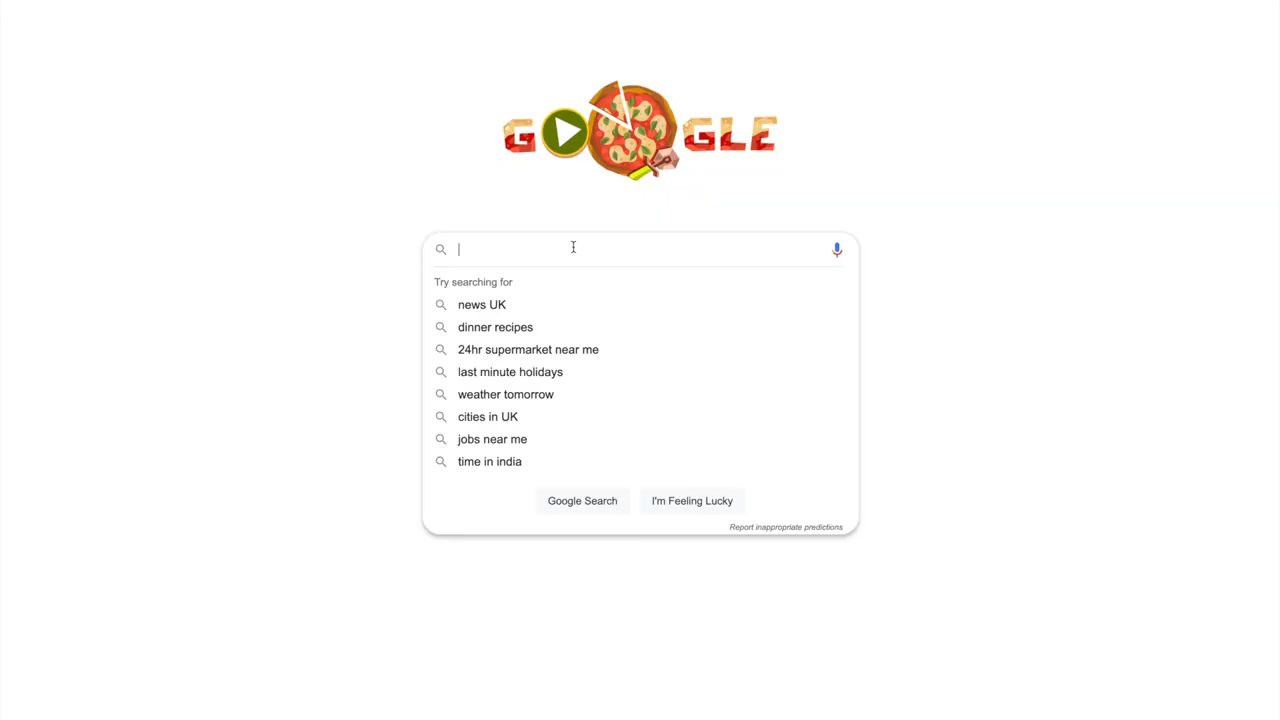 GOOGLE
Try searching for
news UK
dinner recipes
24hr supermarket near me
last minute holidays
weather tomorrow
cities in UK
jobs near me
time in india
Google Search I'm Feeling Lucky
Report inappropriate predictions